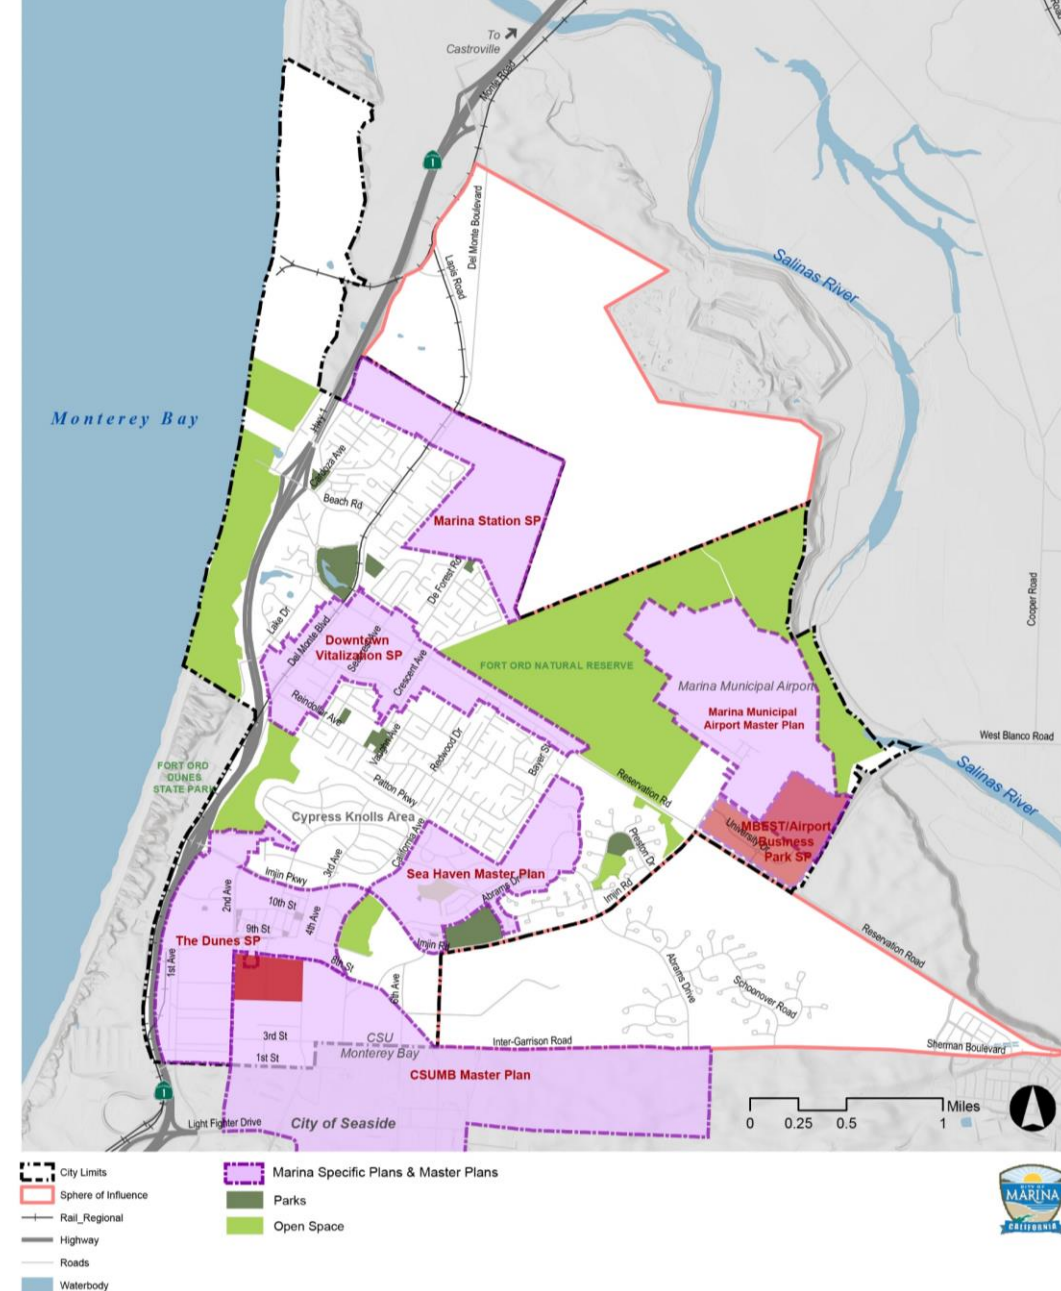 To
Castroville
Monte Road
1
Del Monte Boulevard
Lapis Road
Salinas River
Monterey Bay
Hwy 1
Cardoza Ave
Beach Rd
Marina Station SP
De Forest Rd
Cooper Road
Lake Dr
Del Monte Blvd
Downtown
Vitalization SP
Crescent Ave
FORT ORD NATURAL RESERVE
Marina Municipal Airport
Marina Municipal
Airport Master Plan
Reindollar Ave
Vaughn Ave
Redwood Dr
Bayer St
West Blanco Road
Salinas River
FORT ORD
DUNES
STATE PARK
Patton Pkwy
Reservation Rd
Cypress Knolls Area
California Ave
Preston Dr
University Dr
MBEST/Airport
Business
Park SP
3rd Ave
Imjin Pkwy
Sea Haven Master Plan
Abrams Dr
Imjin Rd
2nd Ave
10th St
4th Ave
9th St
The Dunes SP
Imjin Rd
8th St
1st Ave
Reservation Road
Abrams Drive
Schoonover Road
3rd St
CSU
Monterey Bay
1st St
Inter-Garrison Road
Sherman Boulevard
CSUMB Master Plan
1
Light Fighter Drive
City of Seaside
0 0.25 0.5 1 Miles
City Limits
Sphere of Influence
Rail_Regional
Highway
Roads
Waterbody
Marina Specific Plans & Master Plans
Parks
Open Space
CITY OF
MARINA
CALIFORNIA